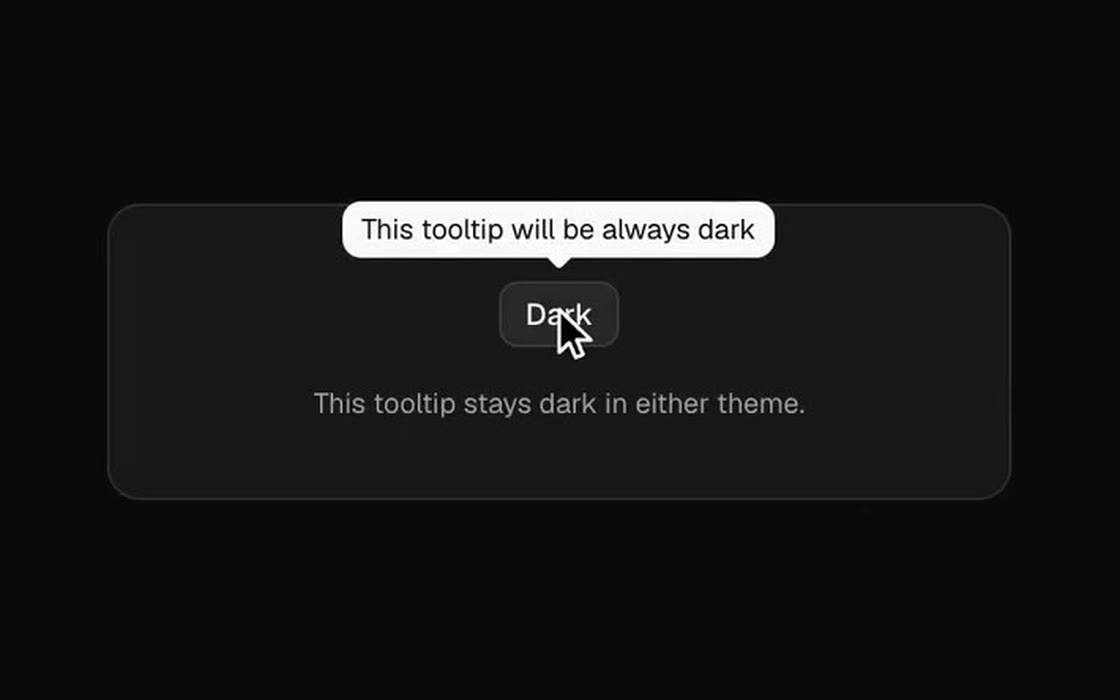 This tooltip will be always dark
Dark
This tooltip stays dark in either theme.